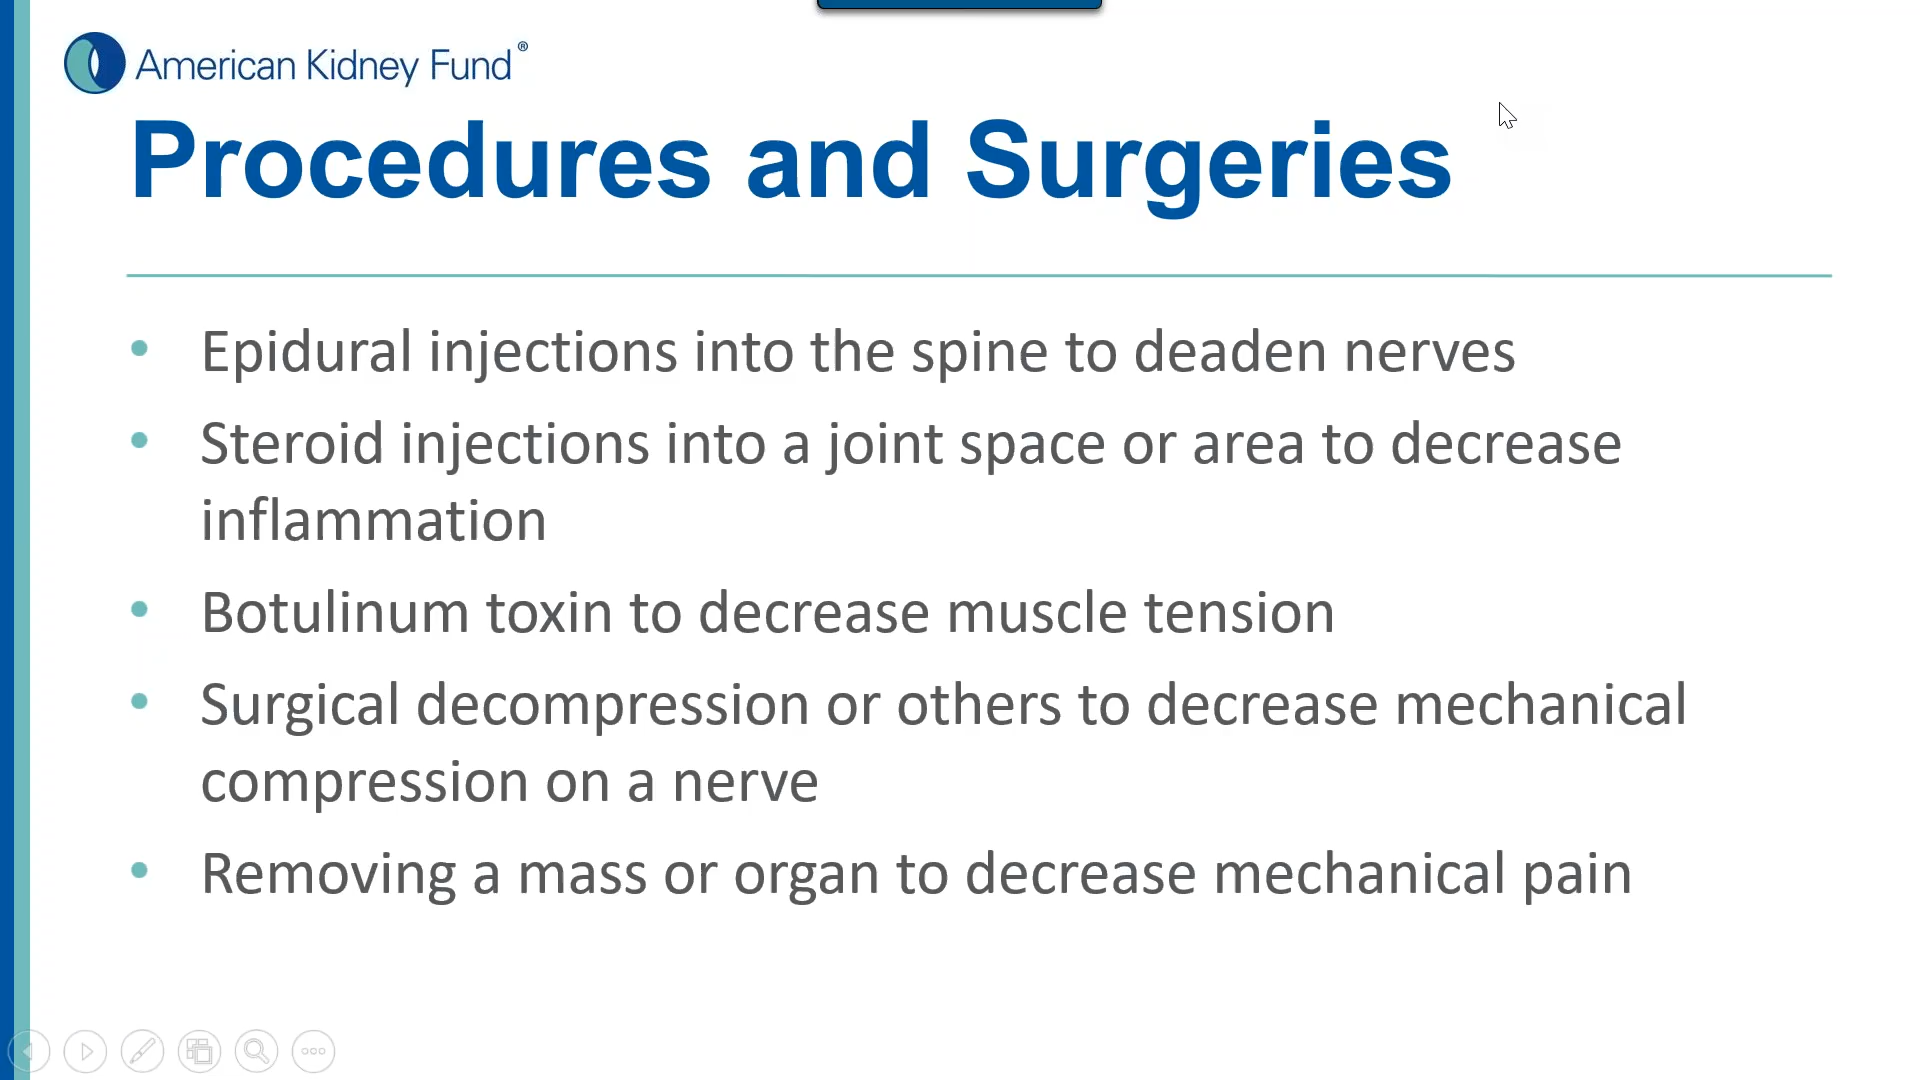 American Kidney Fund®
Procedures and Surgeries
• Epidural injections into the spine to deaden nerves
• Steroid injections into a joint space or area to decrease
inflammation
• Botulinum toxin to decrease muscle tension
• Surgical decompression or others to decrease mechanical
compression on a nerve
• Removing a mass or organ to decrease mechanical pain